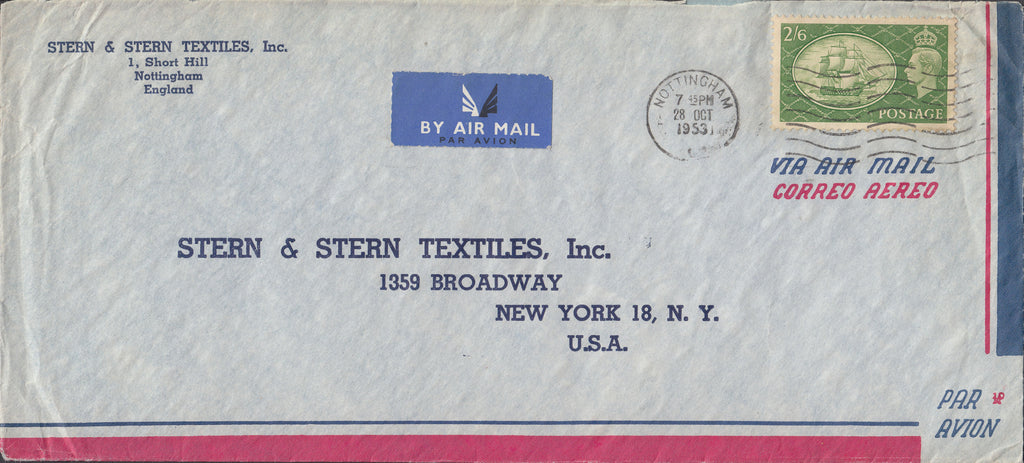 STERN & STERN TEXTILES, Inc.
1, Short Hill
Nottingham
England
BY AIR MAIL
PAR AVION
NOTTINGHAM
PM
28 OCT
1953
2/6
POSTAGE
VIA AIR MAIL
CORREO AEREO
STERN & STERN TEXTILES, Inc.
1359 BROADWAY
NEW YORK 18, N. Y.
U.S.A.
PAR
AVION